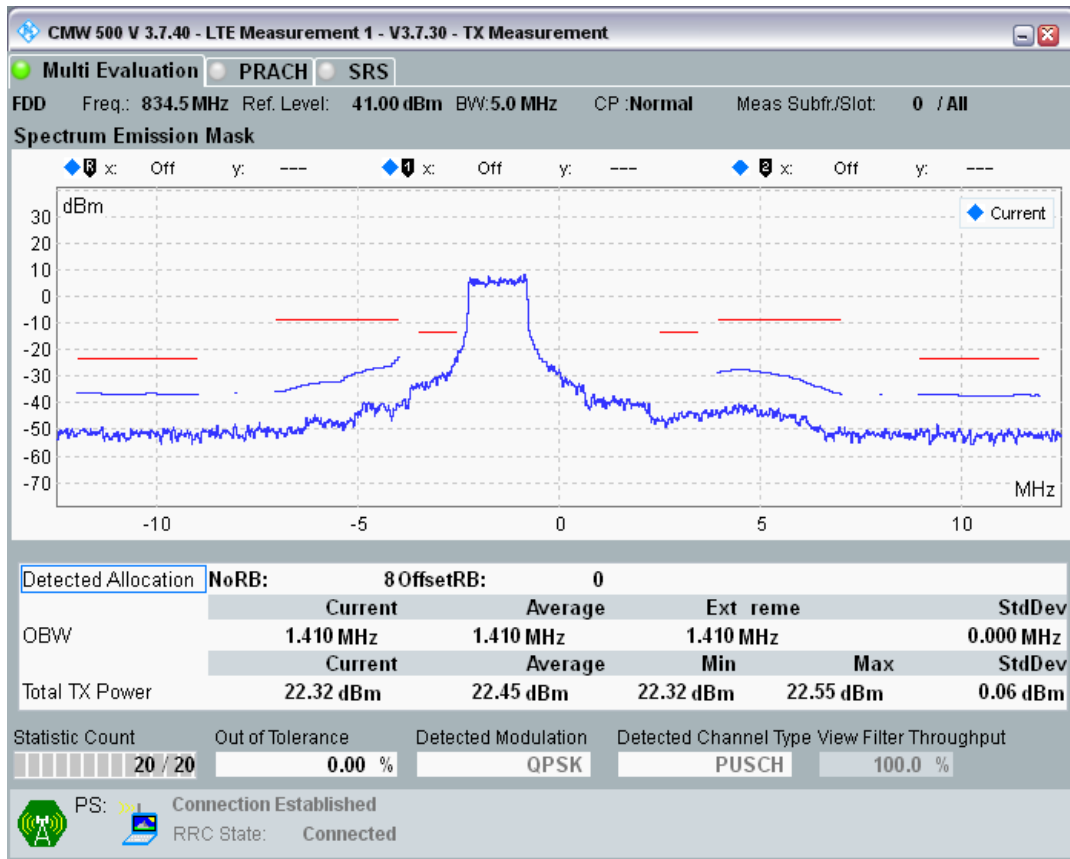 CMW 500 V 3.7.40 - LTE Measurement 1 - V3.7.30 - TX Measurement
Multi Evaluation PRACH SRS
FDD Freq.: 834.5 MHz Ref. Level: 41.00 dBm BW: 5.0 MHz CP :Normal Meas Subfr./Slot: 0 / All
Spectrum Emission Mask
R x: Off y: --- 1 x: Off y: --- 2 x: Off y: ---
dBm
Current
30
20
10
0
-10
-20
-30
-40
-50
-60
-70
MHz
-10 -5 0 5 10
Detected Allocation NoRB: 8 OffsetRB: 0
Current Average Ext reme StdDev
OBW 1.410 MHz 1.410 MHz 1.410 MHz 0.000 MHz
Current Average Min Max StdDev
Total TX Power 22.32 dBm 22.45 dBm 22.32 dBm 22.55 dBm 0.06 dBm
Statistic Count Out of Tolerance Detected Modulation Detected Channel Type View Filter Throughput
20 / 20 0.00 % QPSK PUSCH 100.0 %
PS: Connection Established
RRC State: Connected